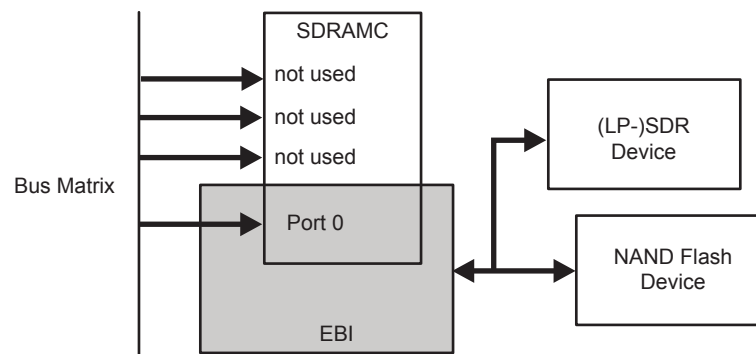 SDRAMC
not used
not used
not used
Bus Matrix
Port 0
EBI
(LP-)SDR
Device
NAND Flash
Device